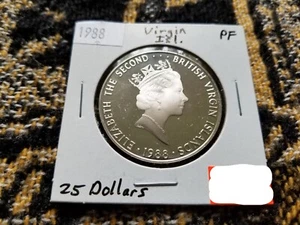 1988 Virgin PF
Isl.
ELIZABETH THE SECOND BRITISH VIRGIN ISLANDS
·1988·
25 Dollars